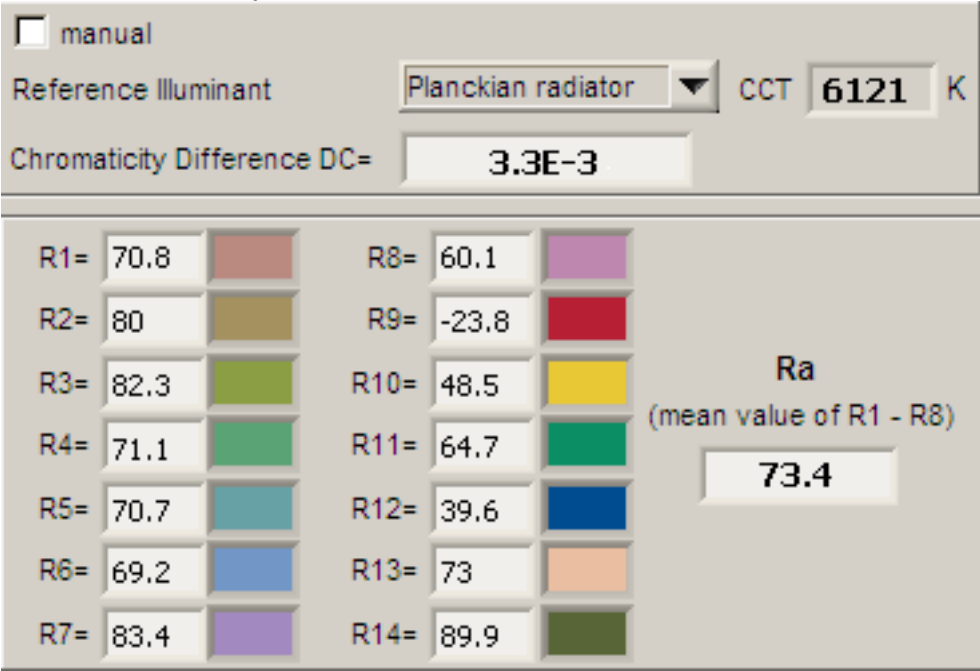 manual
Reference Illuminant Planckian radiator CCT 6121 K
Chromaticity Difference DC= 3.3E-3
R1= 70.8 R8= 60.1
R2= 80 R9= -23.8
R3= 82.3 R10= 48.5
R4= 71.1 R11= 64.7
R5= 70.7 R12= 39.6
R6= 69.2 R13= 73
R7= 83.4 R14= 89.9
Ra
(mean value of R1 - R8)
73.4